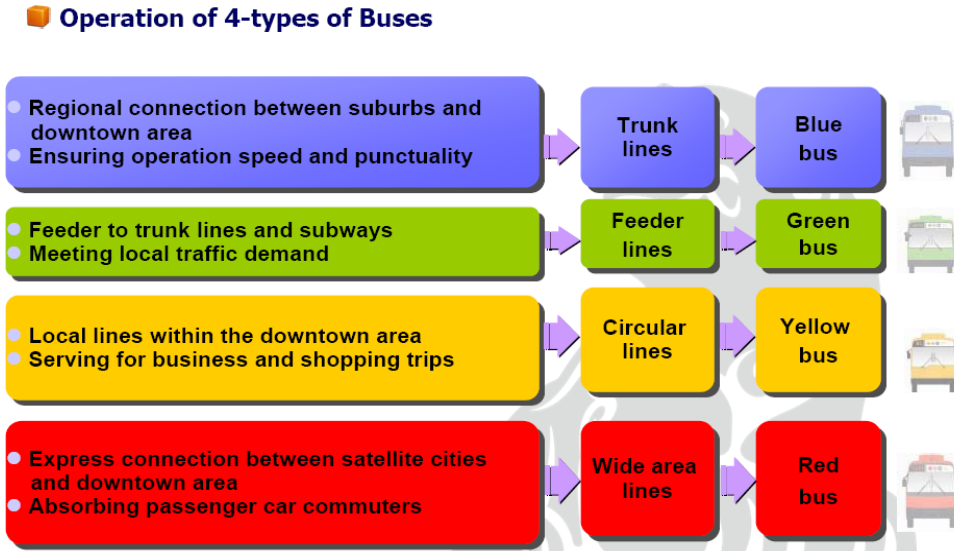 Operation of 4-types of Buses
Regional connection between suburbs and
downtown area
Ensuring operation speed and punctuality
Trunk
lines
Blue
bus
Feeder to trunk lines and subways
Meeting local traffic demand
Feeder
lines
Green
bus
Local lines within the downtown area
Serving for business and shopping trips
Circular
lines
Yellow
bus
Express connection between satellite cities
and downtown area
Absorbing passenger car commuters
Wide area
lines
Red
bus